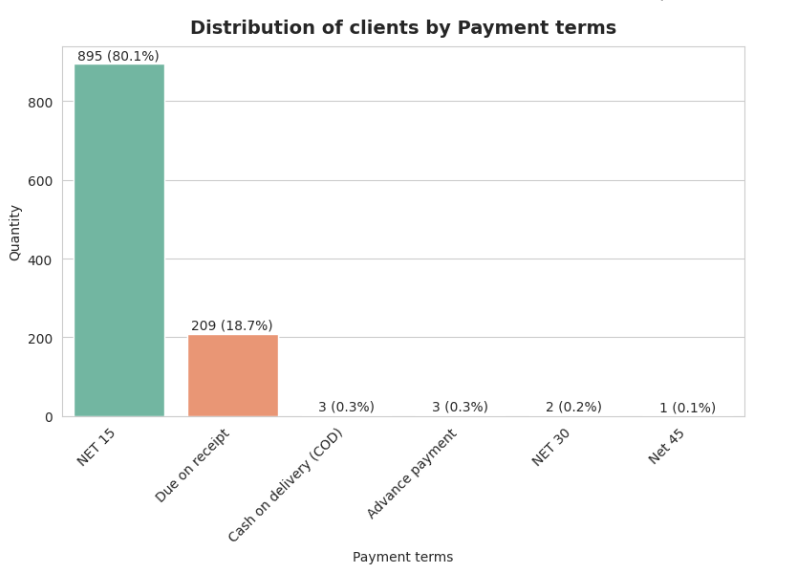 Distribution of clients by Payment terms
895 (80.1%)
209 (18.7%)
3 (0.3%)
3 (0.3%)
2 (0.2%)
1 (0.1%)
800
600
400
200
0
Quantity
NET 15
Due on receipt
Cash on delivery (COD)
Advance payment
NET 30
Net 45
Payment terms